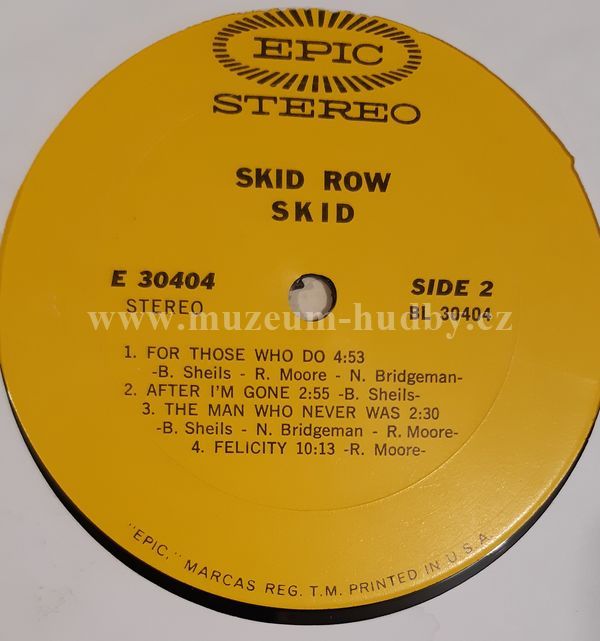 EPIC
STEREO
SKID ROW
SKID
E 30404
STEREO
SIDE 2
BL 30404
www.muzeum-hudby.cz
1. FOR THOSE WHO DO 4:53
-B. Sheils - R. Moore - N. Bridgeman-
2. AFTER I'M GONE 2:55 -B. Sheils-
3. THE MAN WHO NEVER WAS 2:30
-B. Sheils - N. Bridgeman - R. Moore-
4. FELICITY 10:13 -R. Moore-
"EPIC," MARCAS REG. T.M. PRINTED IN U.S.A.